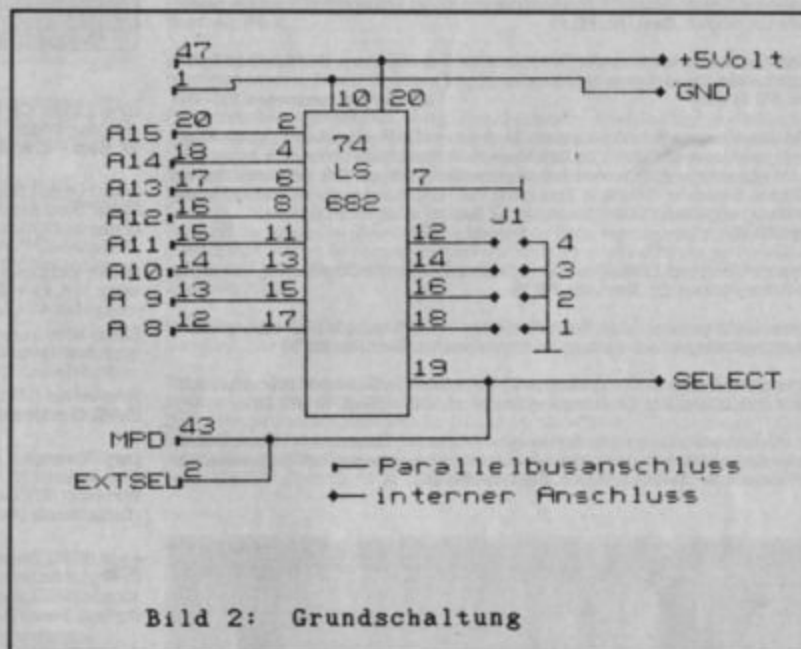 47 +5Volt
1 GND
10 20
A15 20 2
A14 18 4
A13 17 6
A12 16 8
A11 15 11
A10 14 13
A 9 13 15
A 8 12 17
74
LS
682
7
J1
12 4
14 3
16 2
18 1
19 SELECT
MPD 43
EXTSEL 2
Parallelbusanschluss
interner Anschluss
Bild 2: Grundschaltung